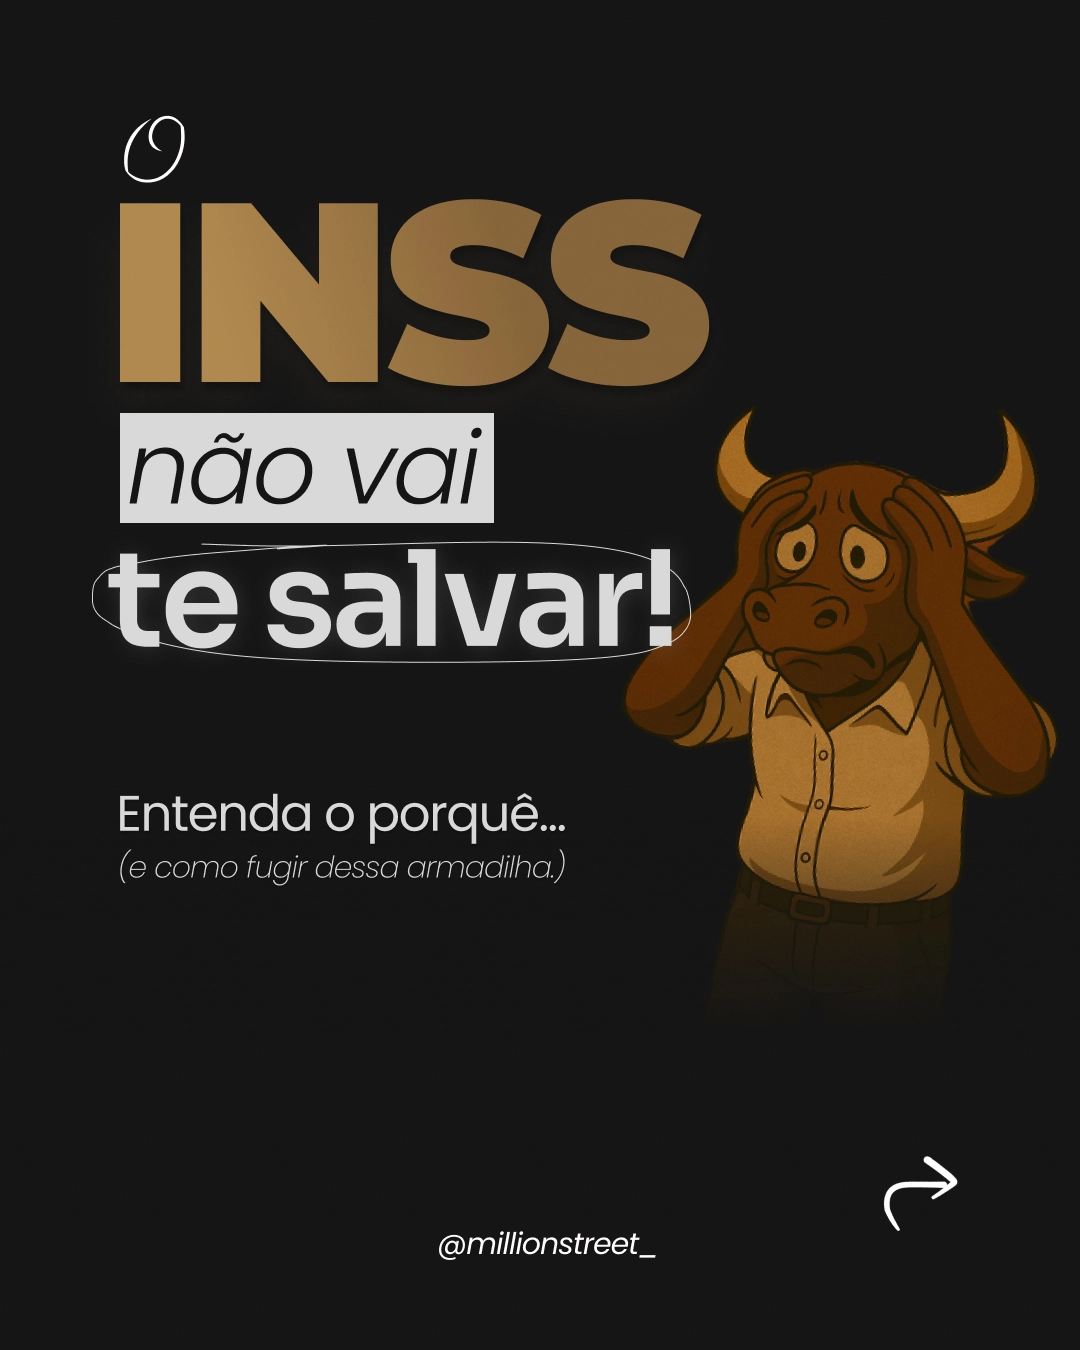 O
INSS
não vai
te salvar!
Entenda o porquê...
(e como fugir dessa armadilha.)
@millionstreet_